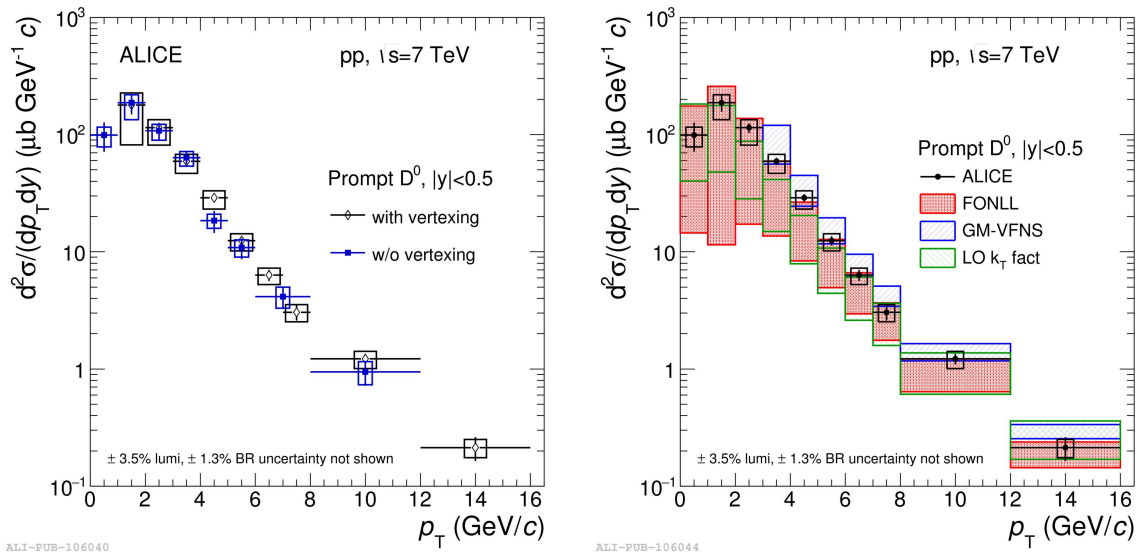 ALICE
pp, √s=7 TeV
Prompt D⁰, |y|<0.5
with vertexing
w/o vertexing
± 3.5% lumi, ± 1.3% BR uncertainty not shown
d²σ/(dp_T dy) (μb GeV⁻¹ c)
10³
10²
10
1
10⁻¹
0 2 4 6 8 10 12 14 16
p_T (GeV/c)
ALI-PUB-106040
pp, √s=7 TeV
Prompt D⁰, |y|<0.5
ALICE
FONLL
GM-VFNS
LO k_T fact
± 3.5% lumi, ± 1.3% BR uncertainty not shown
d²σ/(dp_T dy) (μb GeV⁻¹ c)
10³
10²
10
1
10⁻¹
0 2 4 6 8 10 12 14 16
p_T (GeV/c)
ALI-PUB-106044